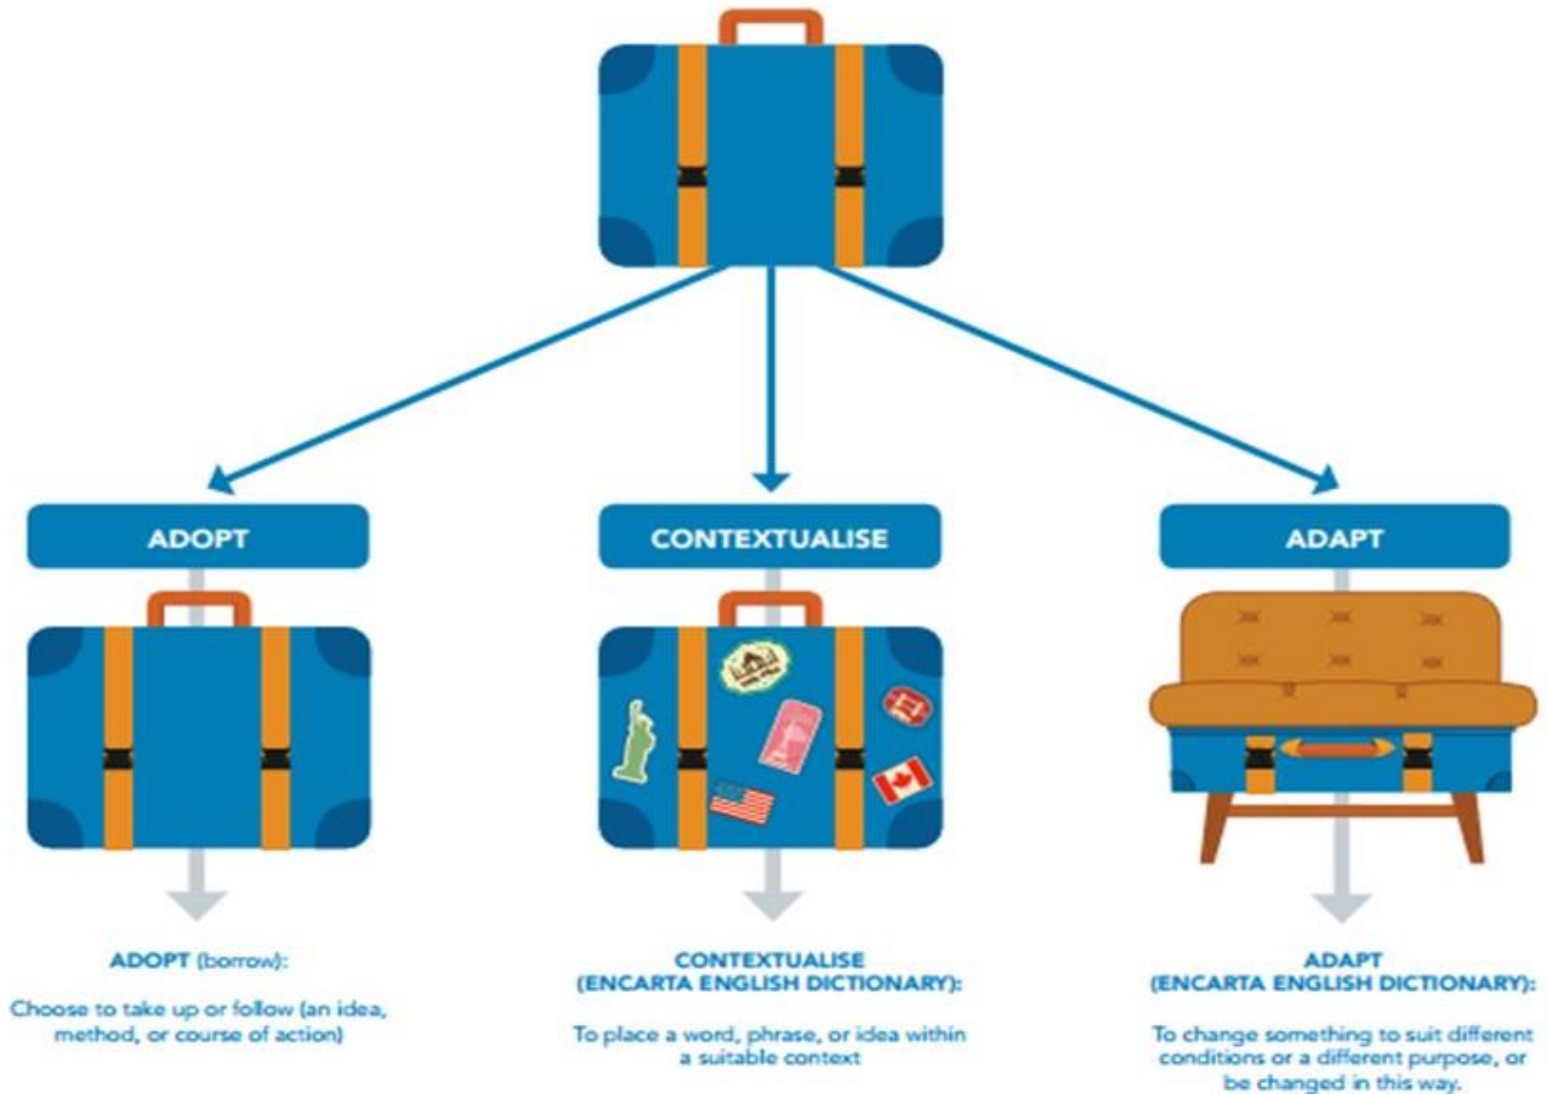 ADOPT
CONTEXTUALISE
ADAPT
ADOPT (borrow):
Choose to take up or follow (an idea,
method, or course of action)
CONTEXTUALISE
(ENCARTA ENGLISH DICTIONARY):
To place a word, phrase, or idea within
a suitable context
ADAPT
(ENCARTA ENGLISH DICTIONARY):
To change something to suit different
conditions or a different purpose, or
be changed in this way.